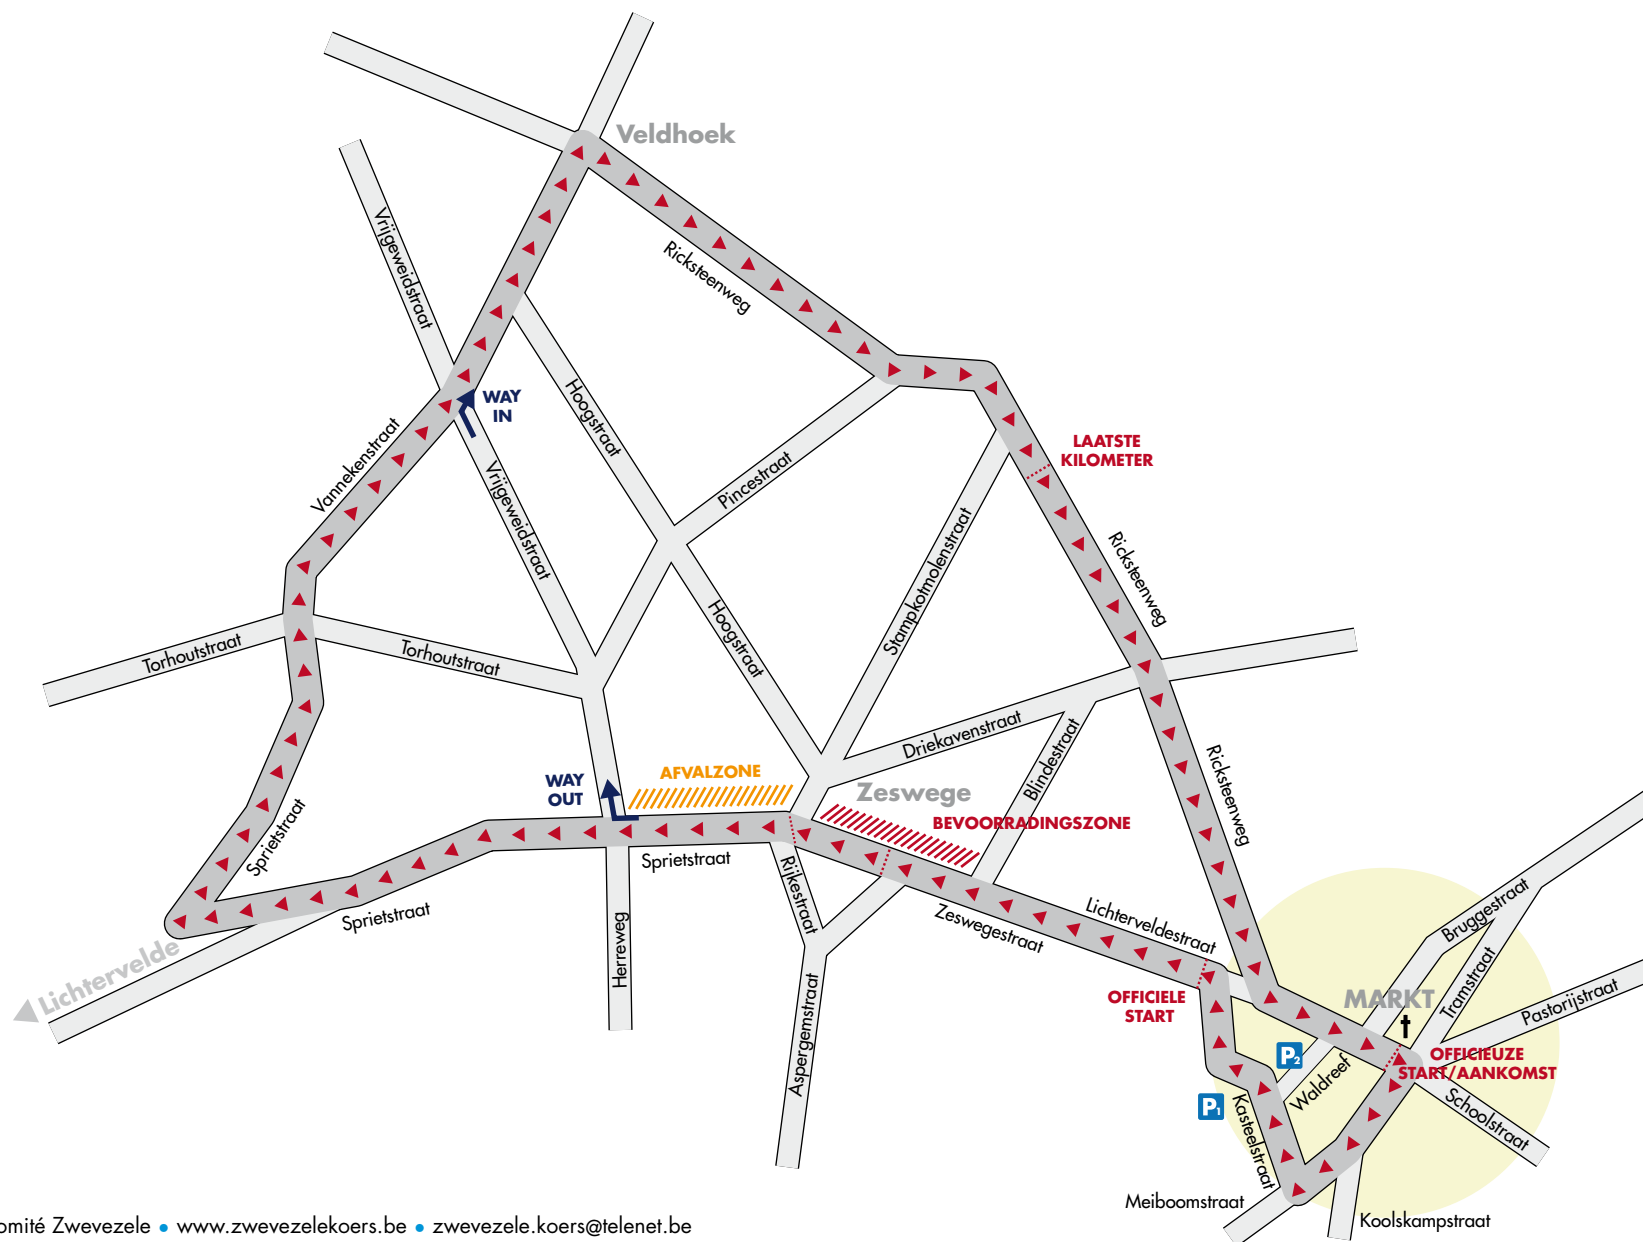 Veldhoek
Vrijgeweidstraat
Ricksteenweg
WAY
IN
Hoogstraat
Vannekenstraat
LAATSTE
KILOMETER
Pincestraat
Vrijgeweidstraat
Stampkotmolenstraat
Ricksteenweg
Torhoutstraat
Torhoutstraat
Hoogstraat
Driekavenstraat
Blindestraat
Ricksteenweg
WAY
OUT
AFVALZONE
Zeswege
BEVOORRADINGSZONE
Sprietstraat
Sprietstraat
Rijkestraat
Sprietstraat
Herreweg
Zeswegestraat
Lichterveldestraat
Bruggestraat
Lichtervelde
Aspergemstraat
OFFICIELE
START
MARKT
Tramstraat
Pastorijstraat
P2
OFFICIEUZE
START/AANKOMST
Waldreef
P1
Kasteelstraat
Schoolstraat
Meiboomstraat
Koolskampstraat
omité Zwevezele • www.zwevezelekoers.be • zwevezele.koers@telenet.be